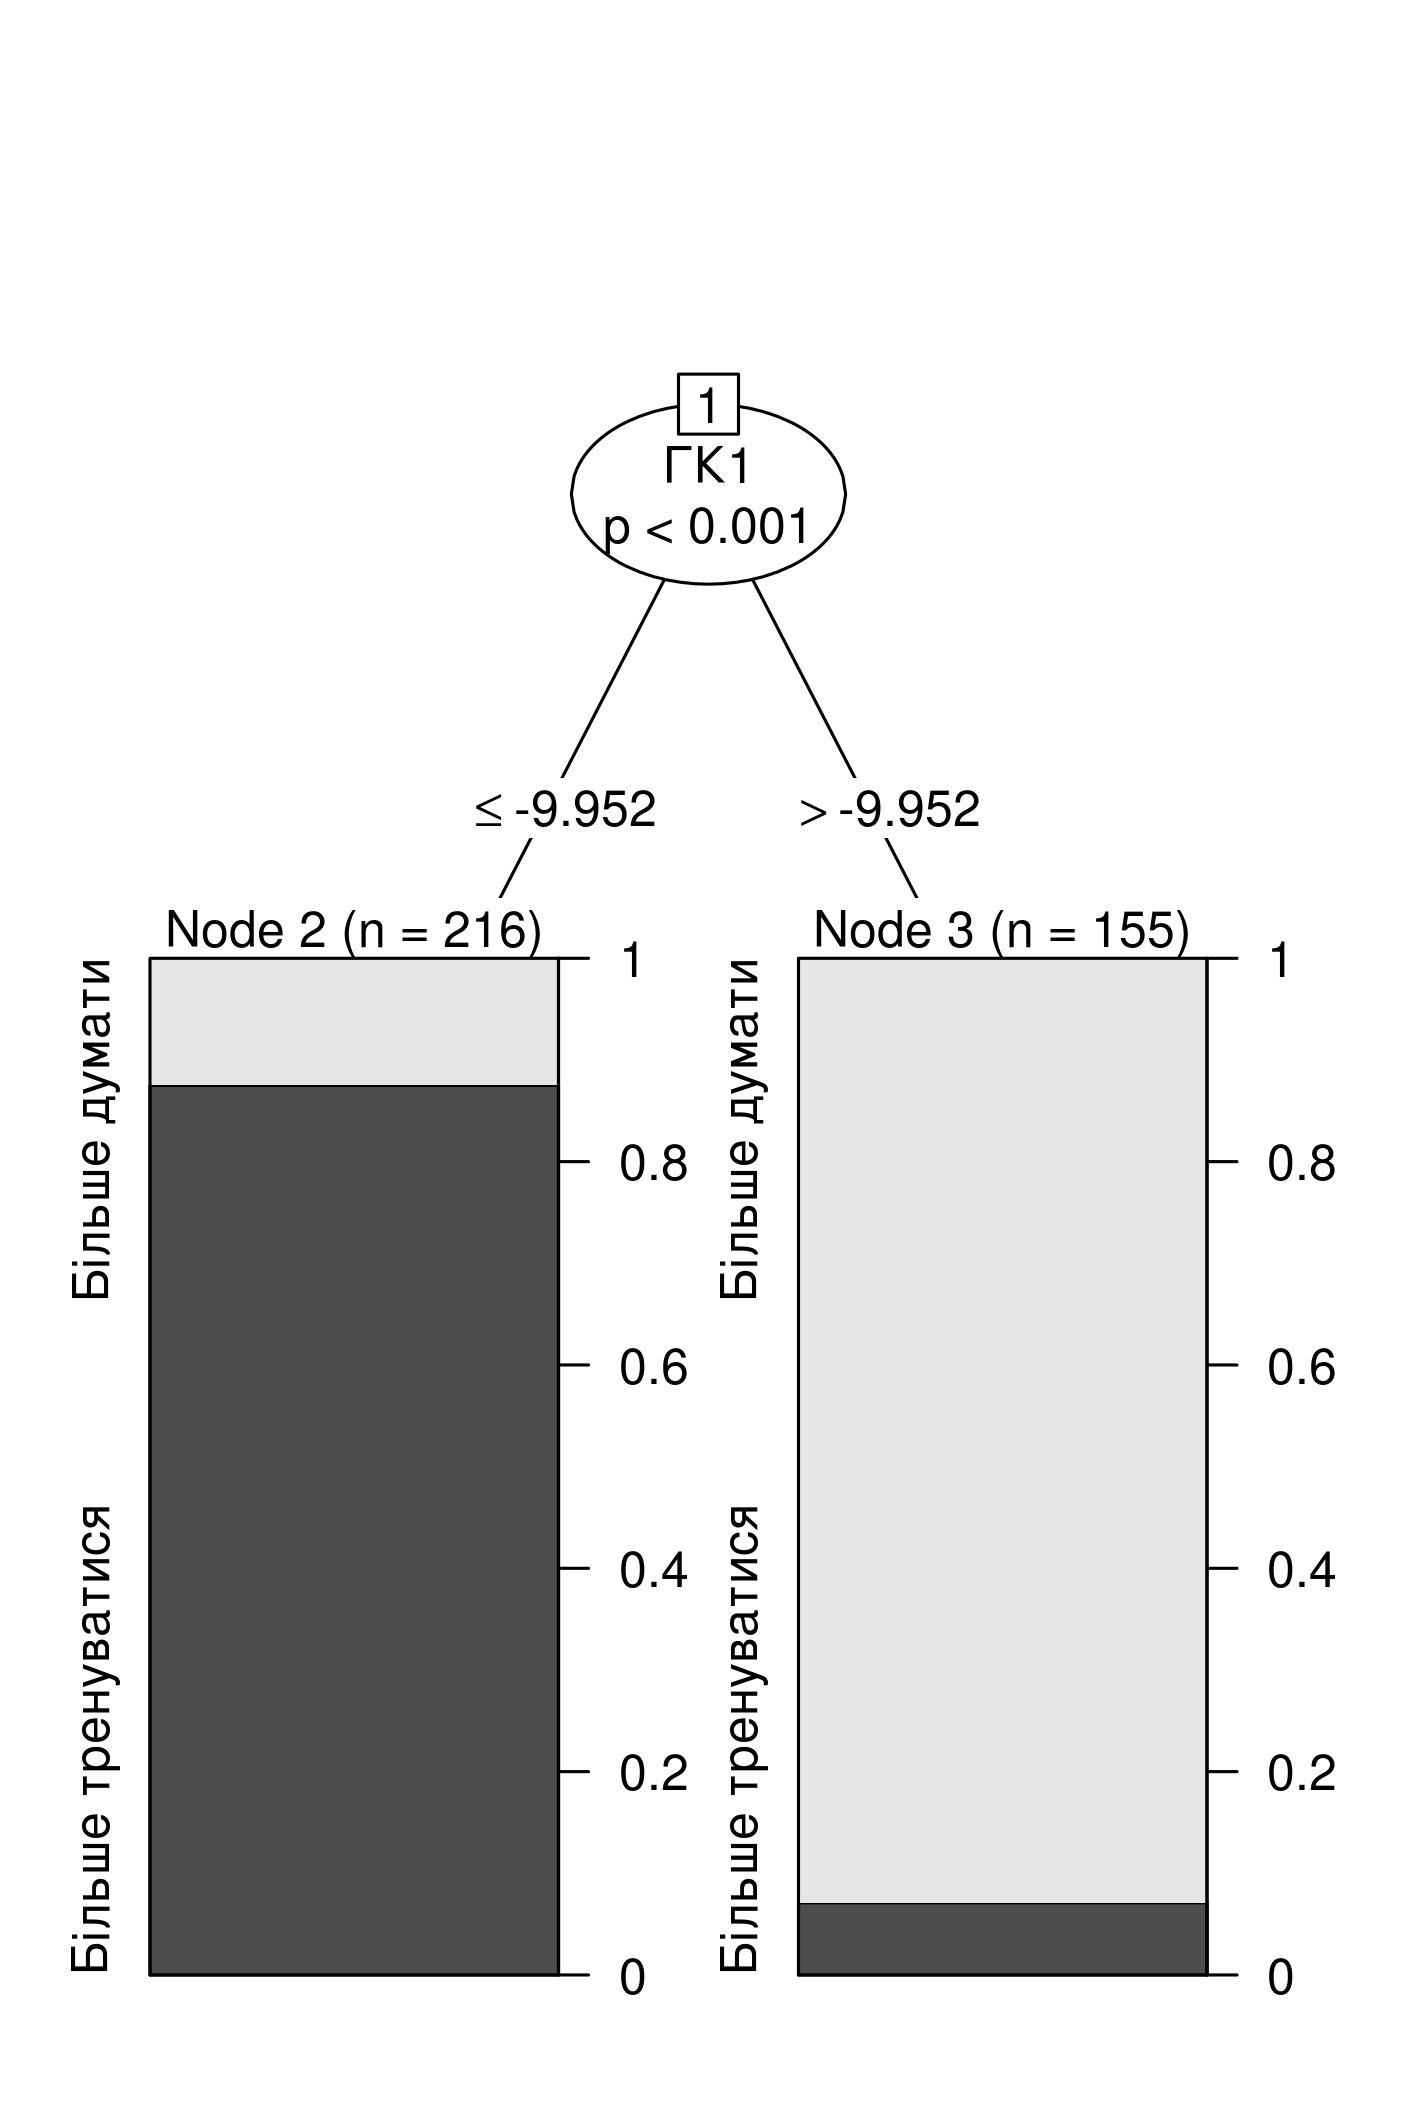 1
ГК1
p < 0.001
≤ -9.952
> -9.952
Node 2 (n = 216)
Більше думати
Більше тренуватися
1
0.8
0.6
0.4
0.2
0
Node 3 (n = 155)
Більше думати
Більше тренуватися
1
0.8
0.6
0.4
0.2
0